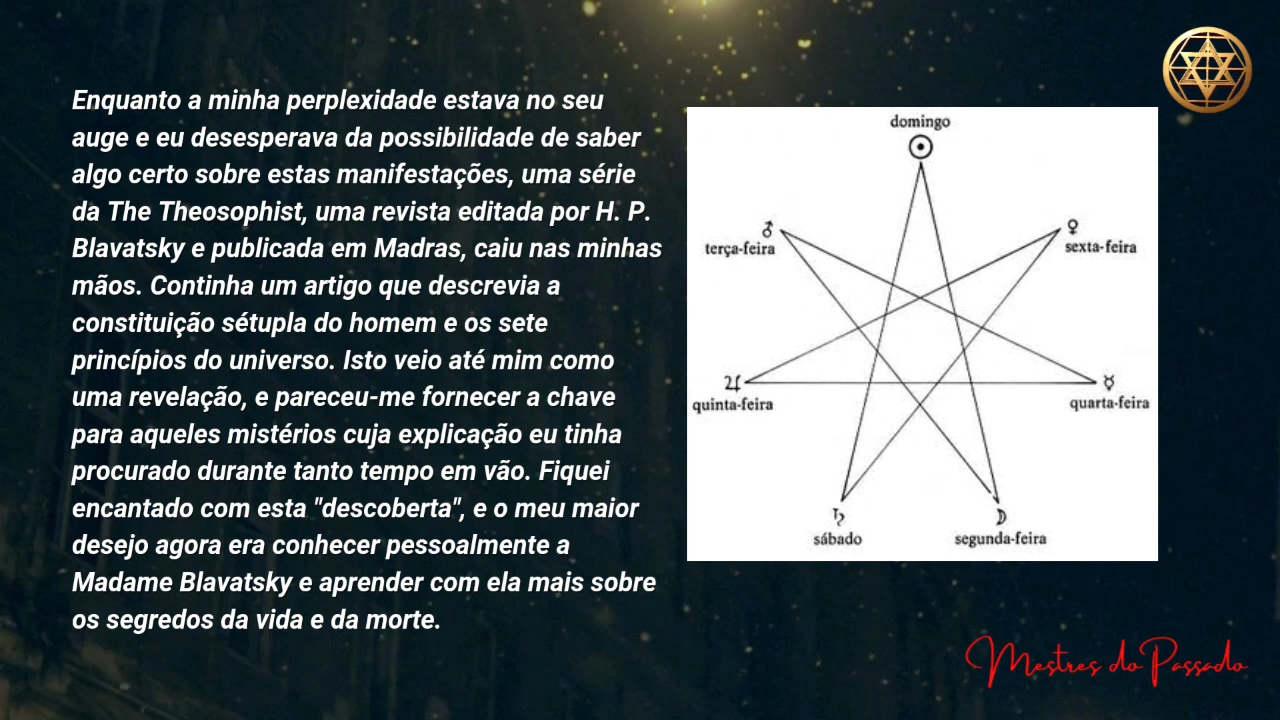 Enquanto a minha perplexidade estava no seu
auge e eu desesperava da possibilidade de saber
algo certo sobre estas manifestações, uma série
da The Theosophist, uma revista editada por H. P.
Blavatsky e publicada em Madras, caiu nas minhas
mãos. Continha um artigo que descrevia a
constituição sétupla do homem e os sete
princípios do universo. Isto veio até mim como
uma revelação, e pareceu-me fornecer a chave
para aqueles mistérios cuja explicação eu tinha
procurado durante tanto tempo em vão. Fiquei
encantado com esta "descoberta", e o meu maior
desejo agora era conhecer pessoalmente a
Madame Blavatsky e aprender com ela mais sobre
os segredos da vida e da morte.
domingo
☉
♂
terça-feira
♀
sexta-feira
♃
quinta-feira
☿
quarta-feira
♄
sábado
☽
segunda-feira
Mestres do Passado